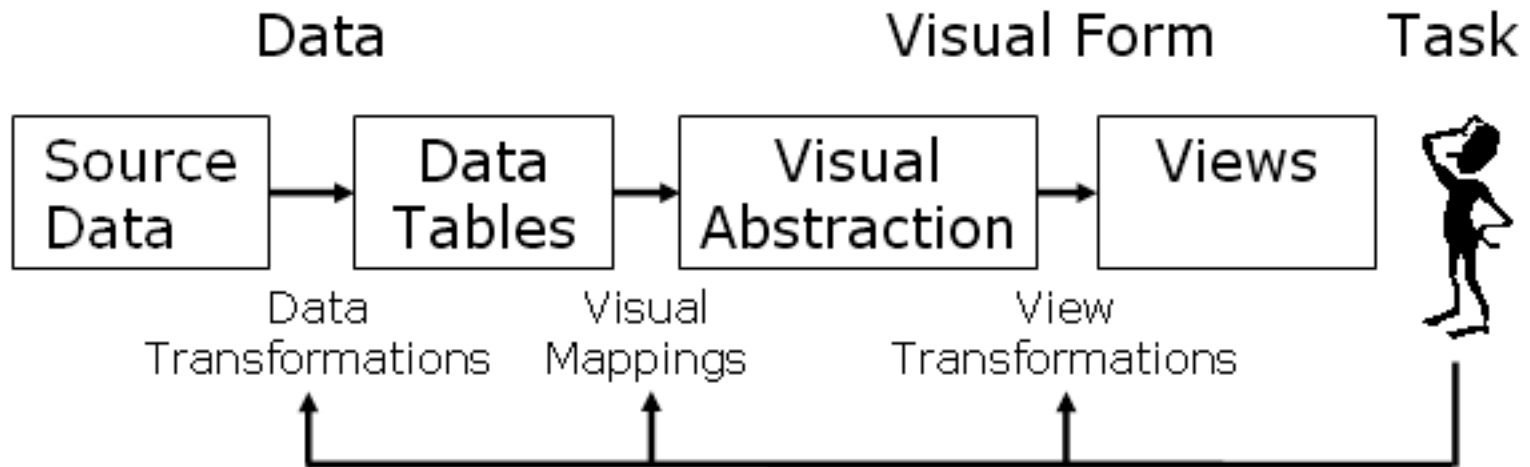 Data
Visual Form
Task
Source
Data
Data
Tables
Visual
Abstraction
Views
Data
Transformations
Visual
Mappings
View
Transformations